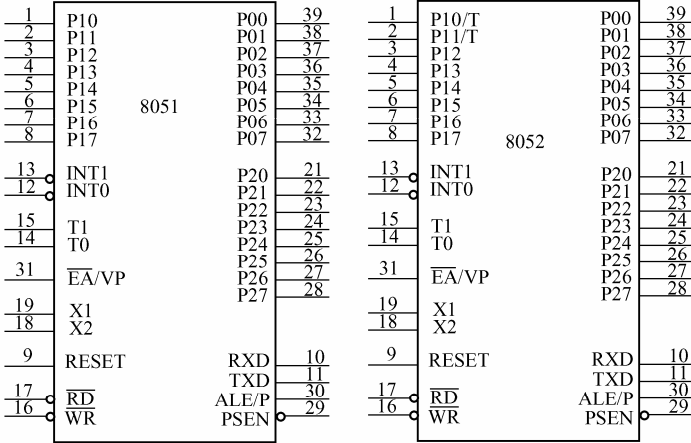 1 P10 P00 39 1 P10/T P00 39
2 P11 P01 38 2 P11/T P01 38
3 P12 P02 37 3 P12 P02 37
4 P13 P03 36 4 P13 P03 36
5 P14 P04 35 5 P14 P04 35
6 P15 8051 P05 34 6 P15 P05 34
7 P16 P06 33 7 P16 P06 33
8 P17 P07 32 8 P17 8052 P07 32
13 INT1 P20 21 13 INT1 P20 21
12 INT0 P21 22 12 INT0 P21 22
P22 23 P22 23
15 T1 P23 24 15 T1 P23 24
14 T0 P24 25 14 T0 P24 25
P25 26 P25 26
31 E̅A̅/VP P26 27 31 E̅A̅/VP P26 27
P27 28 P27 28
19 X1 19 X1
18 X2 18 X2
9 RESET RXD 10 9 RESET RXD 10
TXD 11 TXD 11
17 R̅D̅ ALE/P 30 17 R̅D̅ ALE/P 30
16 W̅R̅ PSEN 29 16 W̅R̅ PSEN 29